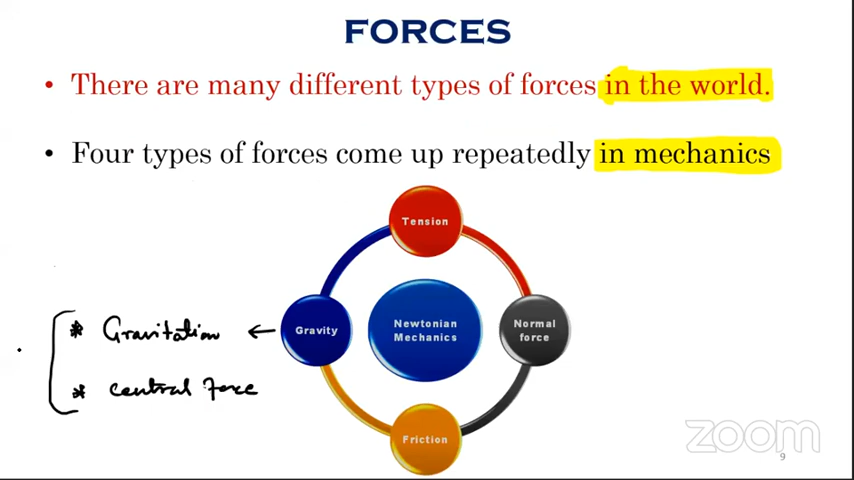 FORCES
• There are many different types of forces in the world.
• Four types of forces come up repeatedly in mechanics
Tension
* Gravitation ← Gravity
Newtonian
Mechanics
Normal
force
* Central Force
Friction
zoom
9